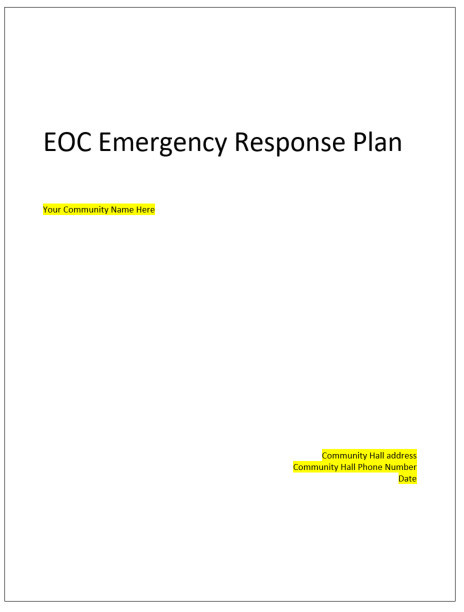 EOC Emergency Response Plan
Your Community Name Here
Community Hall address
Community Hall Phone Number
Date